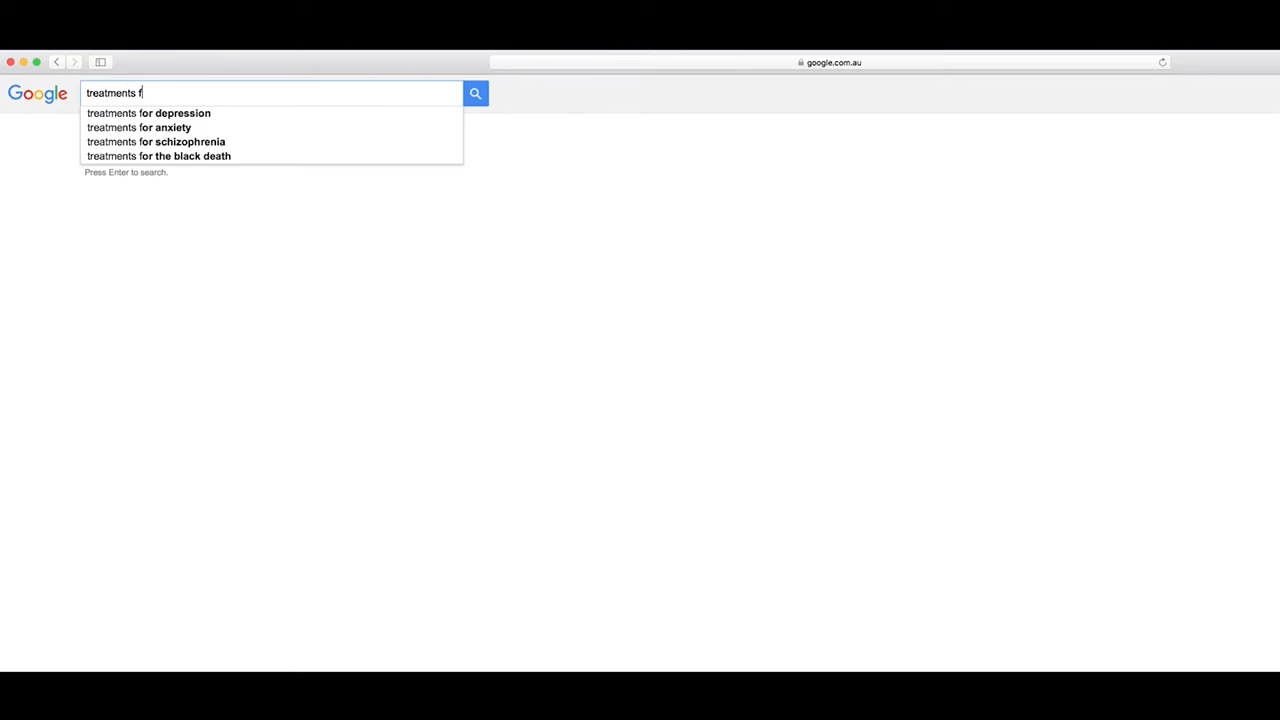 google.com.au
Google
treatments f
treatments for depression
treatments for anxiety
treatments for schizophrenia
treatments for the black death
Press Enter to search.